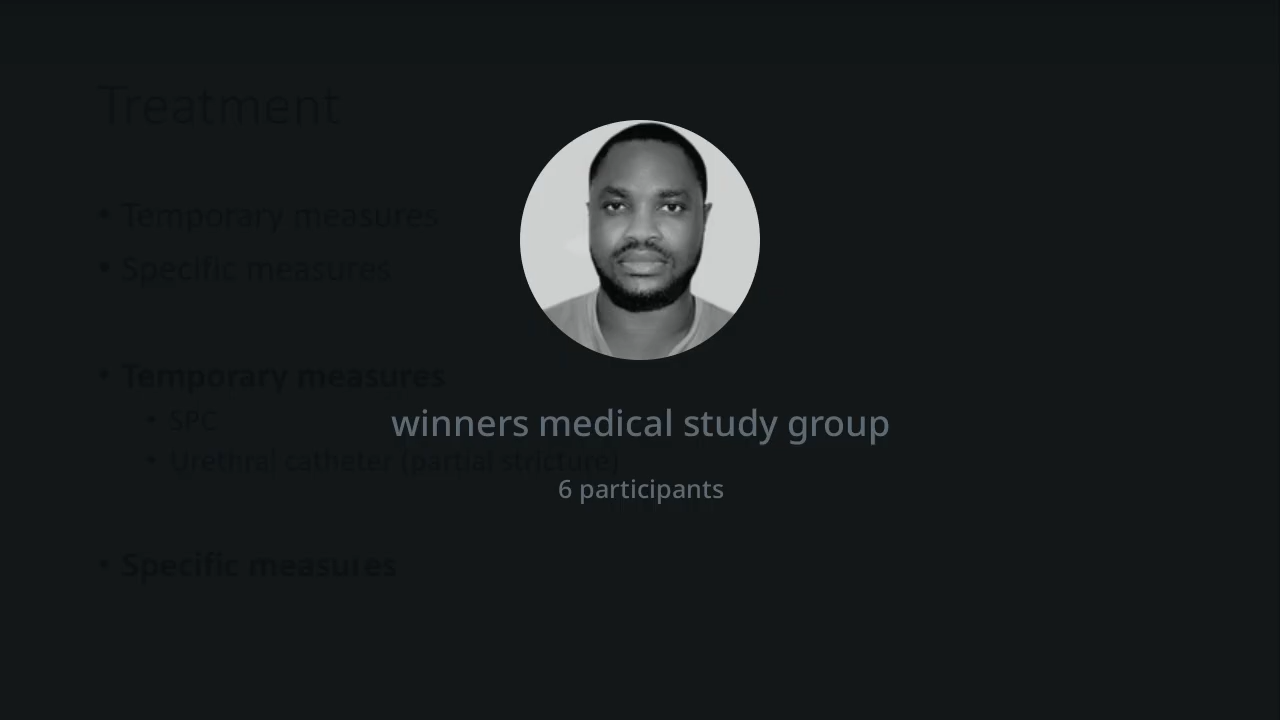 Treatment
• Temporary measures
• Specific measures
• Temporary measures
• SPC
winners medical study group
• Urethral catheter (partial stricture)
6 participants
• Specific measures